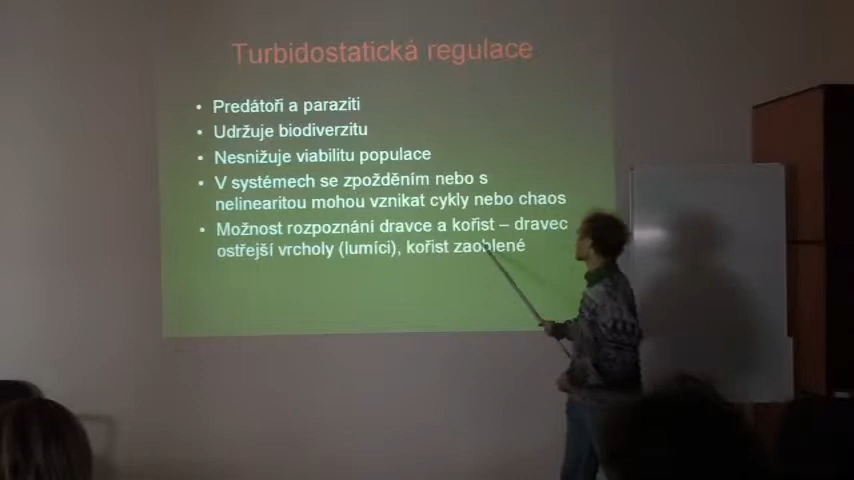 Turbidostatická regulace
• Predátoři a paraziti
• Udržuje biodiverzitu
• Nesnižuje viabilitu populace
• V systémech se zpožděním nebo s
nelinearitou mohou vznikat cykly nebo chaos
• Možnost rozpoznání dravce a kořist – dravec
ostřejší vrcholy (lumíci), kořist zaoblené